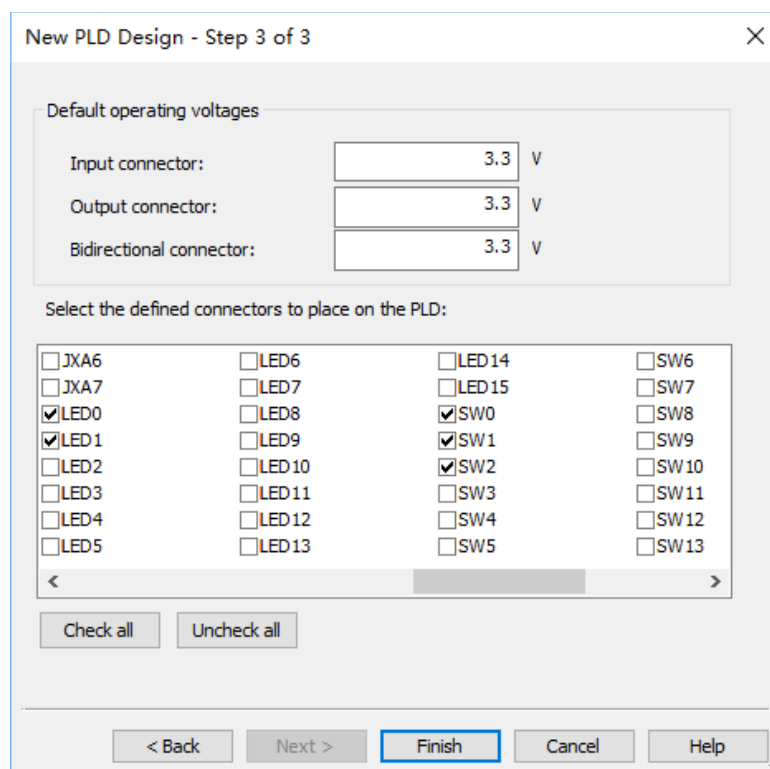 New PLD Design - Step 3 of 3
Default operating voltages
Input connector: 3.3 V
Output connector: 3.3 V
Bidirectional connector: 3.3 V
Select the defined connectors to place on the PLD:
JXA6 LED6 LED14 SW6
JXA7 LED7 LED15 SW7
LED0 LED8 SW0 SW8
LED1 LED9 SW1 SW9
LED2 LED10 SW2 SW10
LED3 LED11 SW3 SW11
LED4 LED12 SW4 SW12
LED5 LED13 SW5 SW13
Check all Uncheck all
< Back Next > Finish Cancel Help